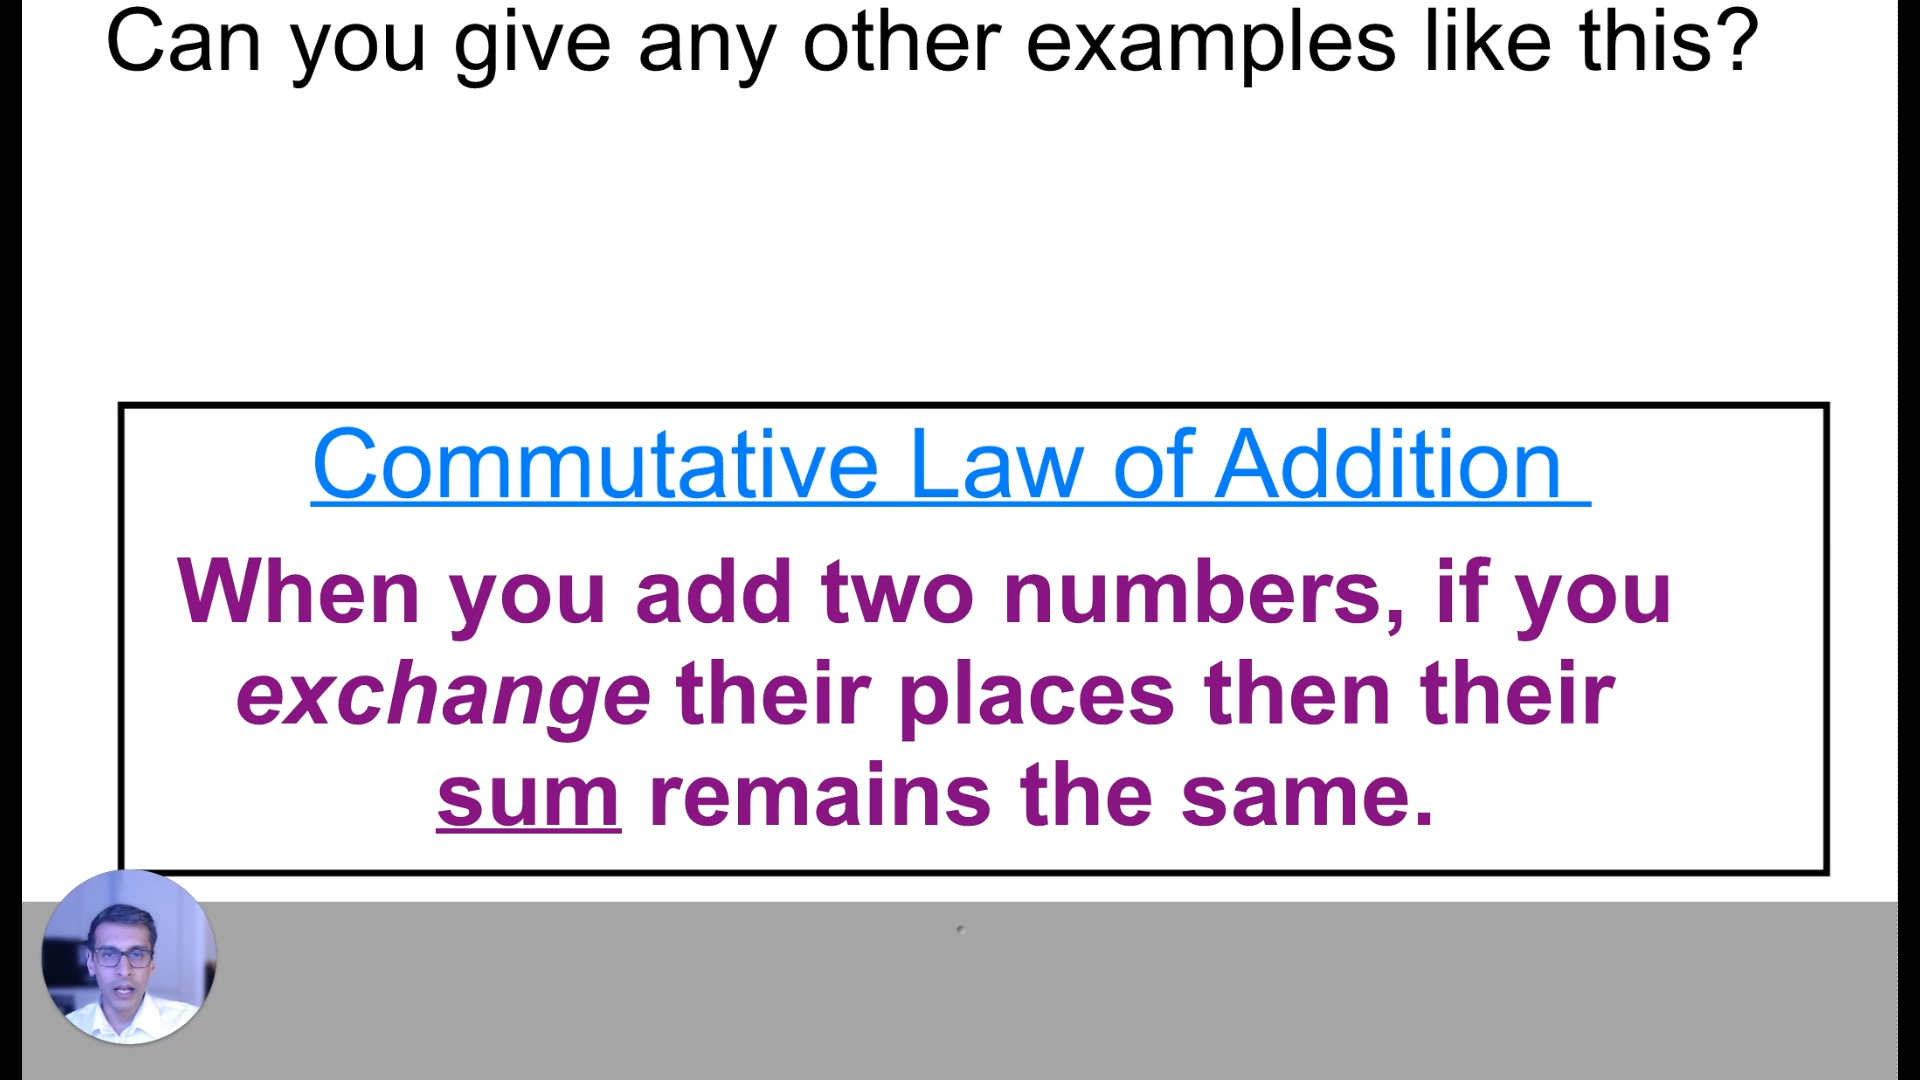 Can you give any other examples like this?
Commutative Law of Addition
When you add two numbers, if you
exchange their places then their
sum remains the same.